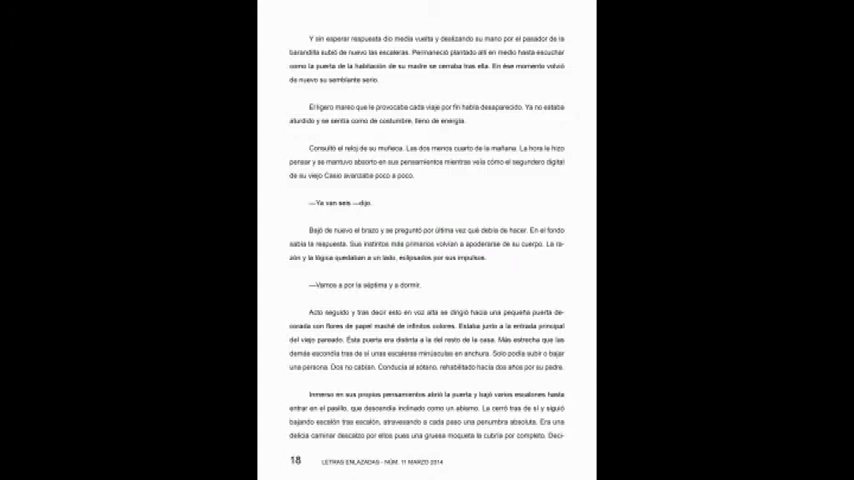 Y sin esperar respuesta dio media vuelta y deslizando su mano por el pasador de la
barandilla subió de nuevo las escaleras. Permaneció plantado allí en medio hasta escuchar
como la puerta de la habitación de su madre se cerraba tras ella. En ése momento volvió
de nuevo su semblante serio.
El ligero mareo que le provocaba cada viaje por fin había desaparecido. Ya no estaba
aturdido y se sentía como de costumbre, lleno de energía.
Consultó el reloj de su muñeca. Las dos menos cuarto de la mañana. La hora le hizo
pensar y se mantuvo absorto en sus pensamientos mientras veía cómo el segundero digital
de su viejo Casio avanzaba poco a poco.
—Ya van seis —dijo.
Bajó de nuevo el brazo y se preguntó por última vez qué debía de hacer. En el fondo
sabía la respuesta. Sus instintos más primarios volvían a apoderarse de su cuerpo. La ra-
zón y la lógica quedaban a un lado, eclipsados por sus impulsos.
—Vamos a por la séptima y a dormir.
Acto seguido y tras decir esto en voz alta se dirigió hacia una pequeña puerta de-
corada con flores de papel maché de infinitos colores. Estaba junto a la entrada principal
del viejo pareado. Ésta puerta era distinta a la del resto de la casa. Más estrecha que las
demás escondía tras de sí unas escaleras minúsculas en anchura. Solo podía subir o bajar
una persona. Dos no cabían. Conducía al sótano, rehabilitado hacía dos años por su padre.
Inmerso en sus propios pensamientos abrió la puerta y bajó varios escalones hasta
entrar en el pasillo, que descendía inclinado como un abismo. La cerró tras de sí y siguió
bajando escalón tras escalón, atravesando a cada paso una penumbra absoluta. Era una
delicia caminar descalzo por ellos pues una gruesa moqueta la cubría por completo. Deci-
18 LETRAS ENLAZADAS - NÚM. 11 MARZO 2014